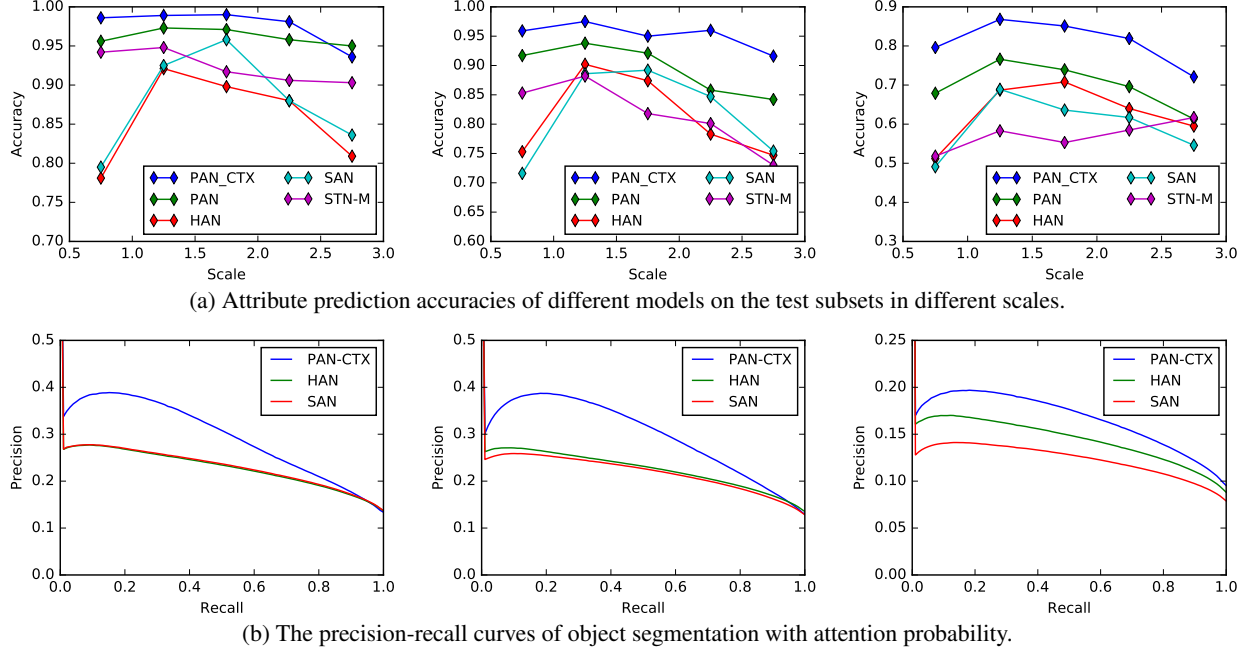 1.00
0.95
0.90
0.85
0.80
0.75
0.70
Accuracy
0.5 1.0 1.5 2.0 2.5 3.0
Scale
PAN_CTX
PAN
HAN
SAN
STN-M
1.00
0.95
0.90
0.85
0.80
0.75
0.70
0.65
0.60
Accuracy
0.5 1.0 1.5 2.0 2.5 3.0
Scale
PAN_CTX
PAN
HAN
SAN
STN-M
0.9
0.8
0.7
0.6
0.5
0.4
0.3
Accuracy
0.5 1.0 1.5 2.0 2.5 3.0
Scale
PAN_CTX
PAN
HAN
SAN
STN-M
(a) Attribute prediction accuracies of different models on the test subsets in different scales.
0.5
0.4
0.3
0.2
0.1
0.0
Precision
0.0 0.2 0.4 0.6 0.8 1.0
Recall
PAN-CTX
HAN
SAN
0.5
0.4
0.3
0.2
0.1
0.0
Precision
0.0 0.2 0.4 0.6 0.8 1.0
Recall
PAN-CTX
HAN
SAN
0.25
0.20
0.15
0.10
0.05
0.00
Precision
0.0 0.2 0.4 0.6 0.8 1.0
Recall
PAN-CTX
HAN
SAN
(b) The precision-recall curves of object segmentation with attention probability.